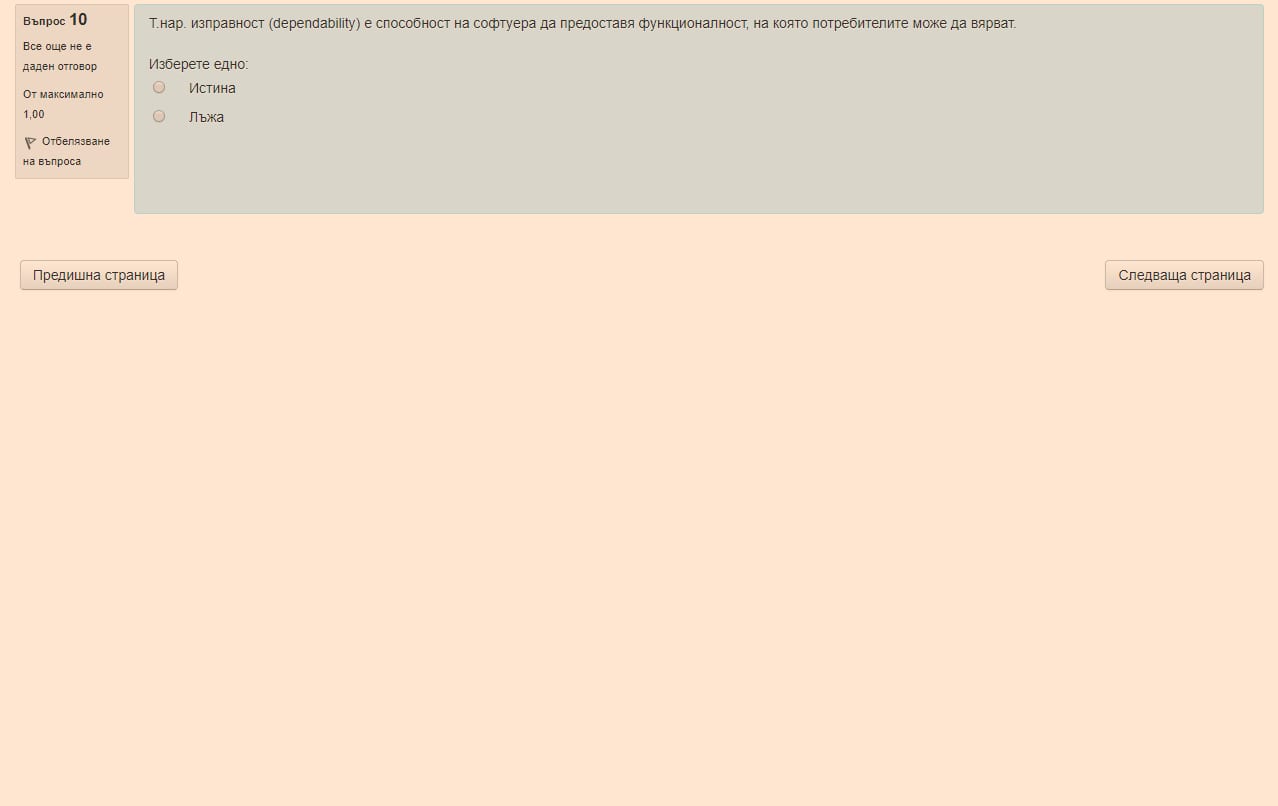 Въпрос 10
Все още не е
даден отговор
От максимално
1,00
Отбелязване
на въпроса
Т.нар. изправност (dependability) е способност на софтуера да предоставя функционалност, на която потребителите може да вярват.
Изберете едно:
Истина
Лъжа
Предишна страница
Следваща страница